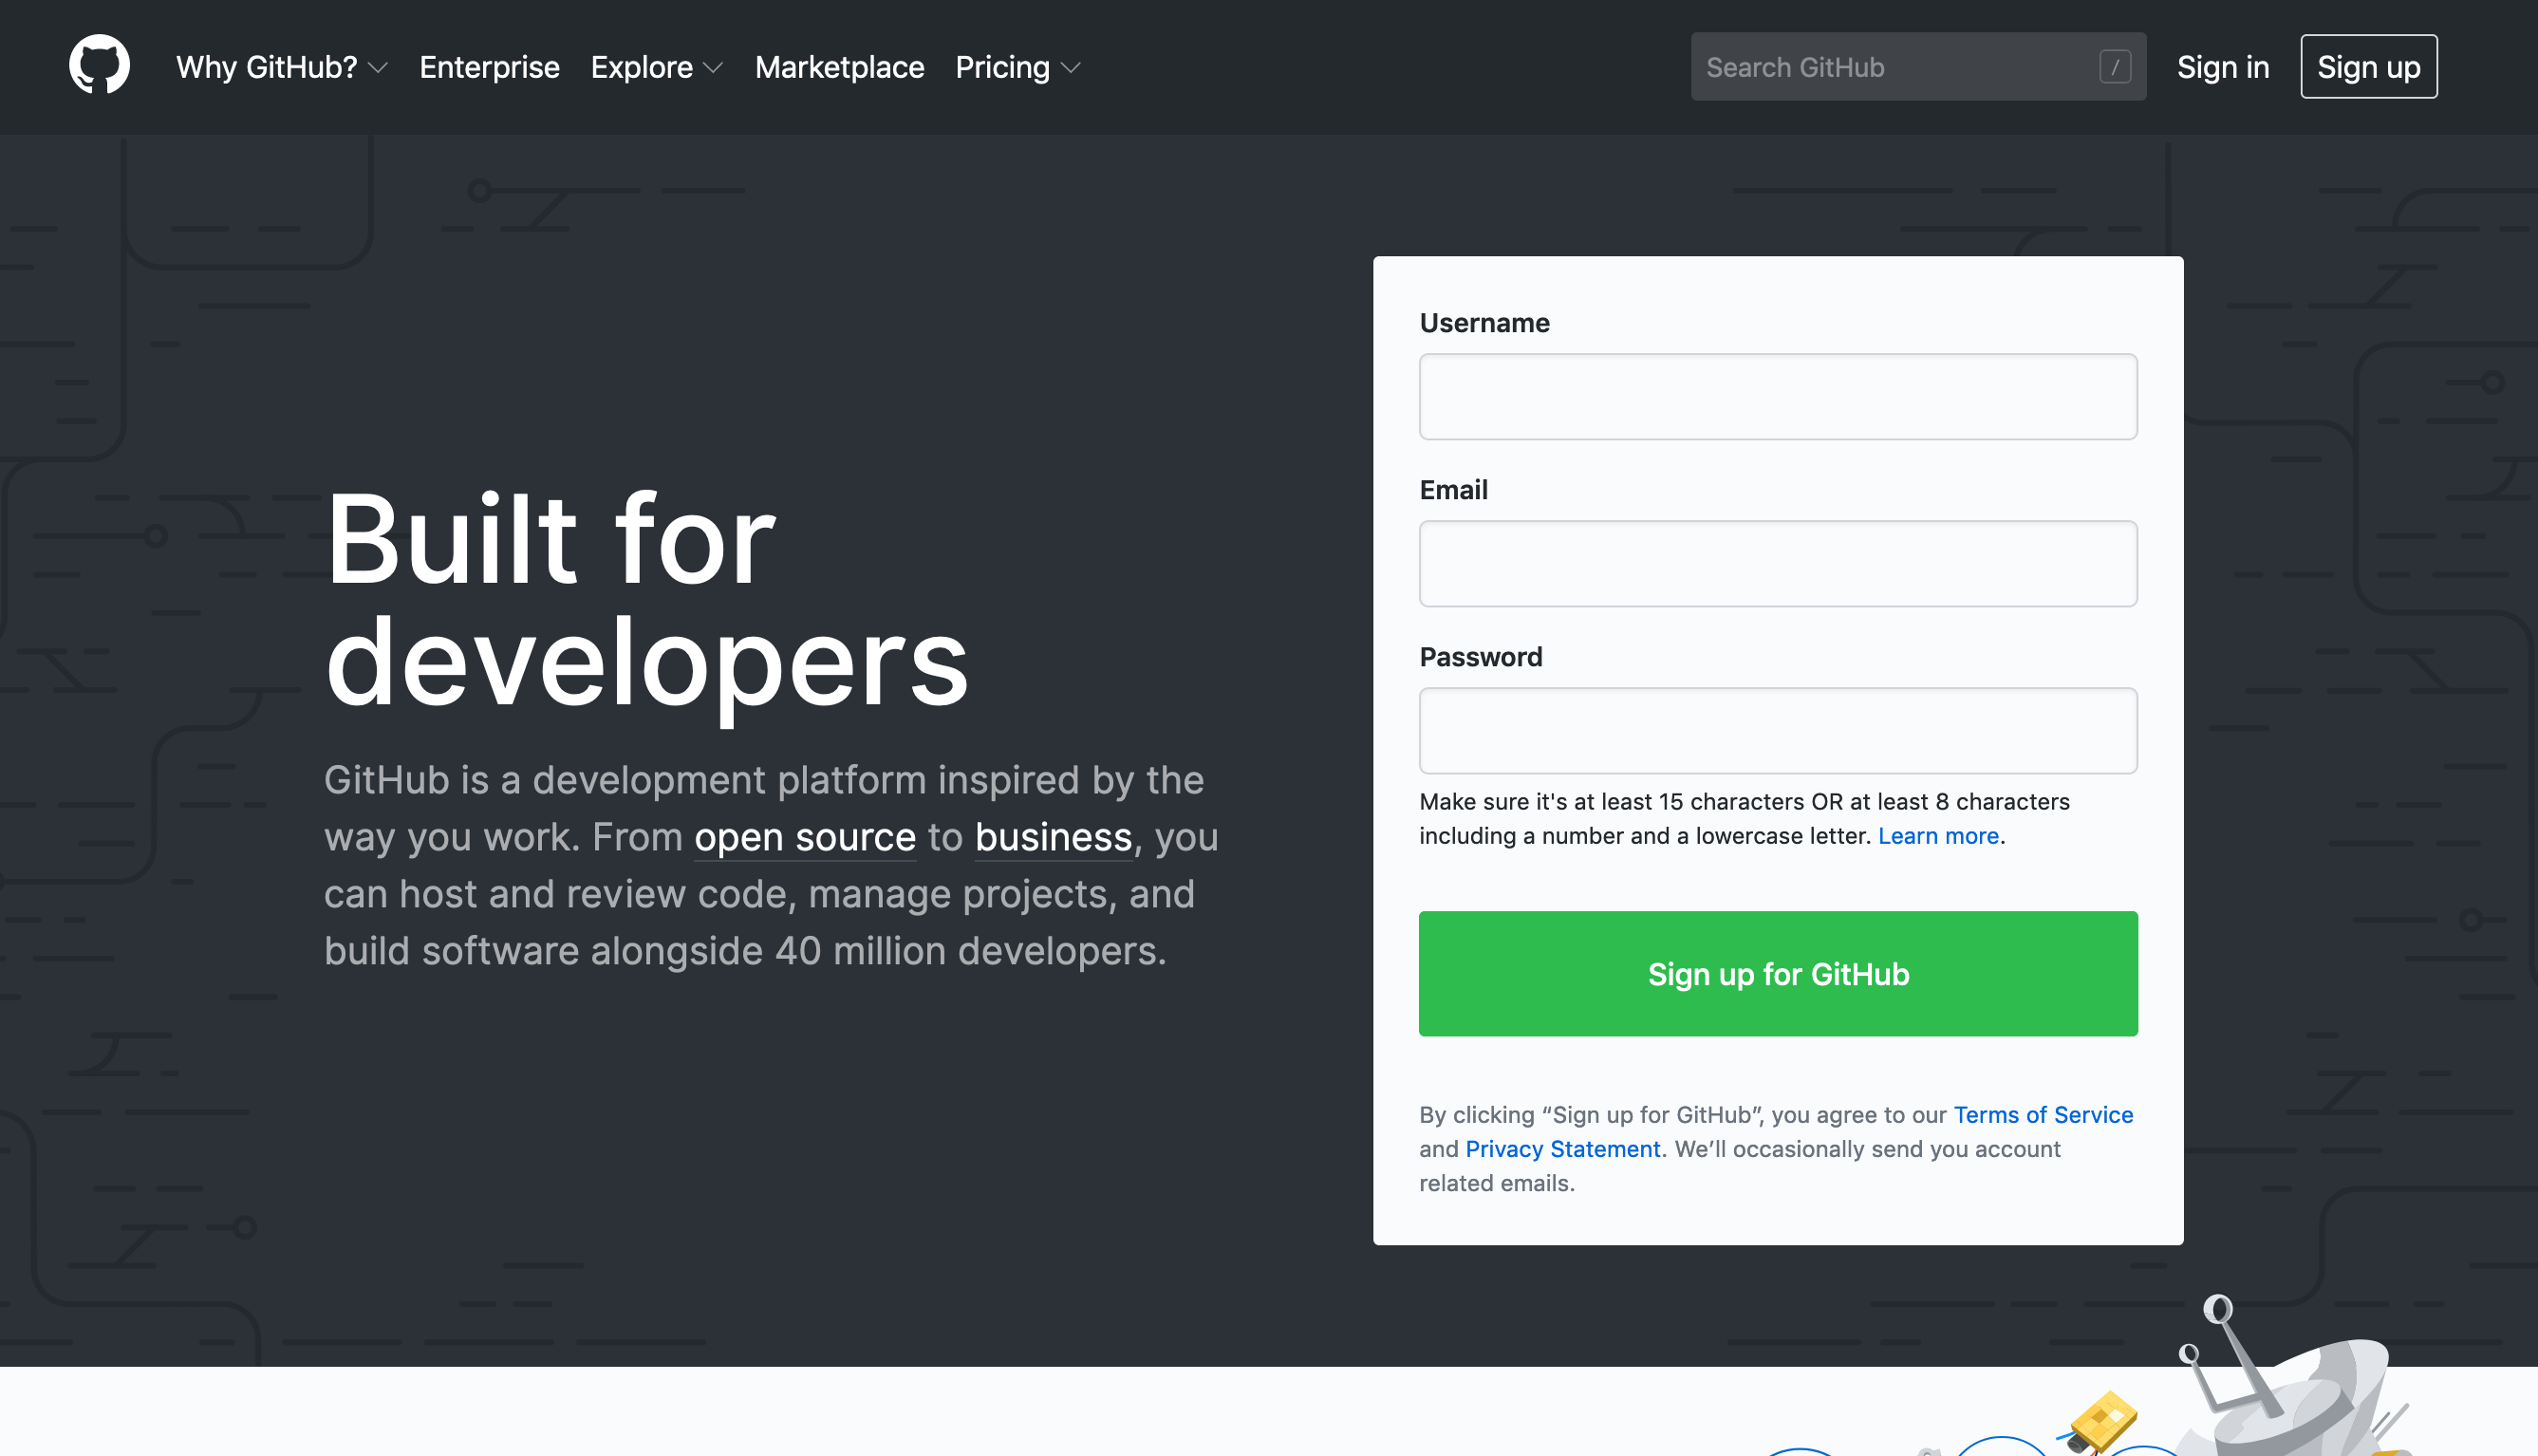 Why GitHub?
Enterprise
Explore
Marketplace
Pricing
Search GitHub
/
Sign in
Sign up
Built for
developers
GitHub is a development platform inspired by the
way you work. From open source to business, you
can host and review code, manage projects, and
build software alongside 40 million developers.
Username
Email
Password
Make sure it's at least 15 characters OR at least 8 characters
including a number and a lowercase letter. Learn more.
Sign up for GitHub
By clicking “Sign up for GitHub”, you agree to our Terms of Service
and Privacy Statement. We’ll occasionally send you account
related emails.